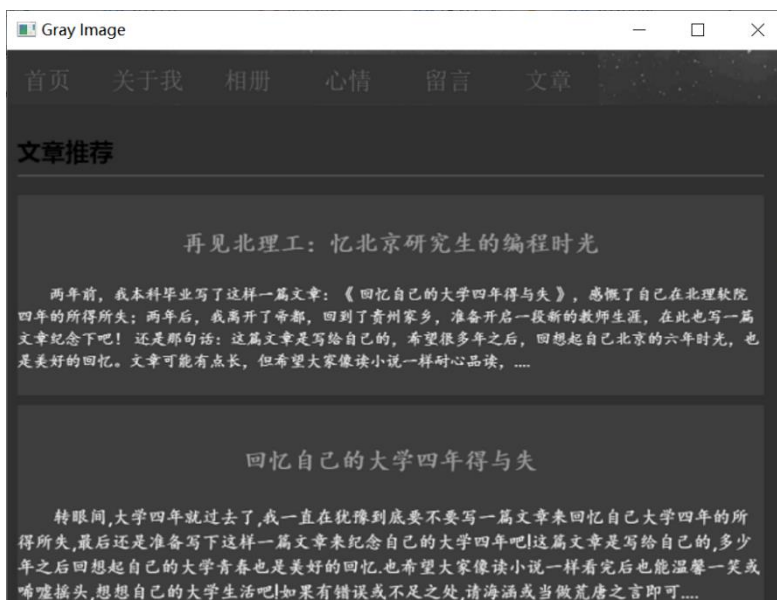 Gray Image
首页 关于我 相册 心情 留言 文章
文章推荐
再见北理工：忆北京研究生的编程时光
两年前，我本科毕业写了这样一篇文章：《 回忆自己的大学四年得与失 》，感慨了自己在北理软院
四年的所得所失；两年后，我离开了帝都，回到了贵州家乡，准备开启一段新的教师生涯，在此也写一篇
文章纪念下吧！ 还是那句话：这篇文章是写给自己的，希望很多年之后，回想起自己北京的六年时光，也
是美好的回忆。文章可能有点长，但希望大家像读小说一样耐心品读，....
回忆自己的大学四年得与失
转眼间,大学四年就过去了,我一直在犹豫到底要不要写一篇文章来回忆自己大学四年的所
得所失,最后还是准备写下这样一篇文章来纪念自己的大学四年吧!这篇文章是写给自己的,多少
年之后回想起自己的大学青春也是美好的回忆.也希望大家像读小说一样看完后也能温馨一笑或
唏嘘摇头,想想自己的大学生活吧!如果有错误或不足之处,请海涵或当做荒唐之言即可....